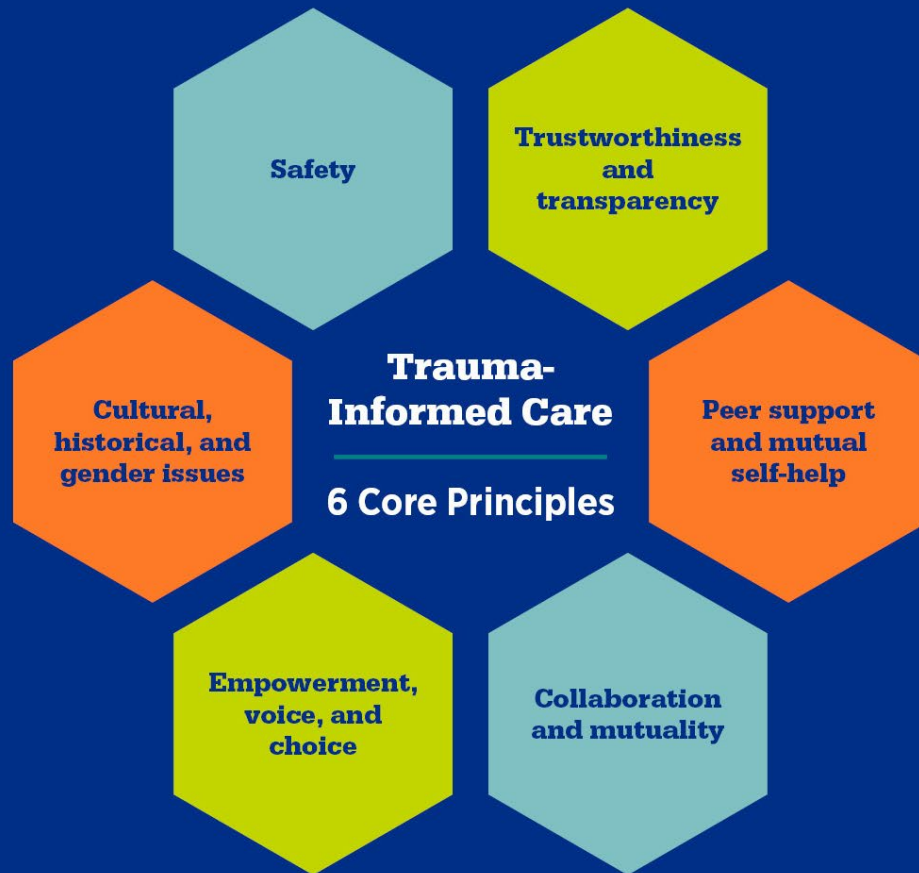 Safety
Trustworthiness
and
transparency
Cultural,
historical, and
gender issues
Trauma-
Informed Care
6 Core Principles
Peer support
and mutual
self-help
Empowerment,
voice, and
choice
Collaboration
and mutuality